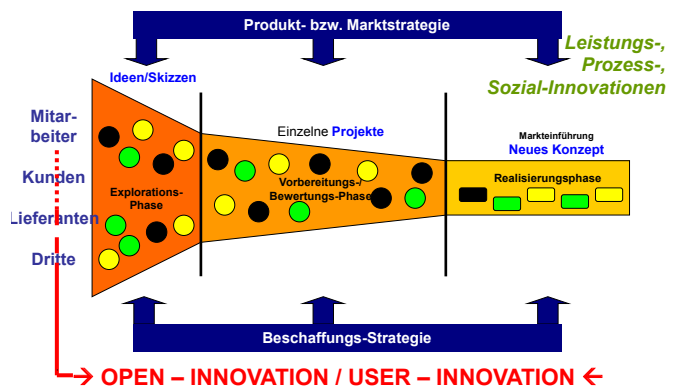 Produkt- bzw. Marktstrategie
Leistungs-,
Prozess-,
Sozial-Innovationen
Ideen/Skizzen
Mitar-
beiter
Kunden
Lieferanten
Dritte
Einzelne Projekte
Markteinführung
Neues Konzept
Explorations-
Phase
Vorbereitungs-/
Bewertungs-Phase
Realisierungsphase
Beschaffungs-Strategie
→ OPEN – INNOVATION / USER – INNOVATION ←